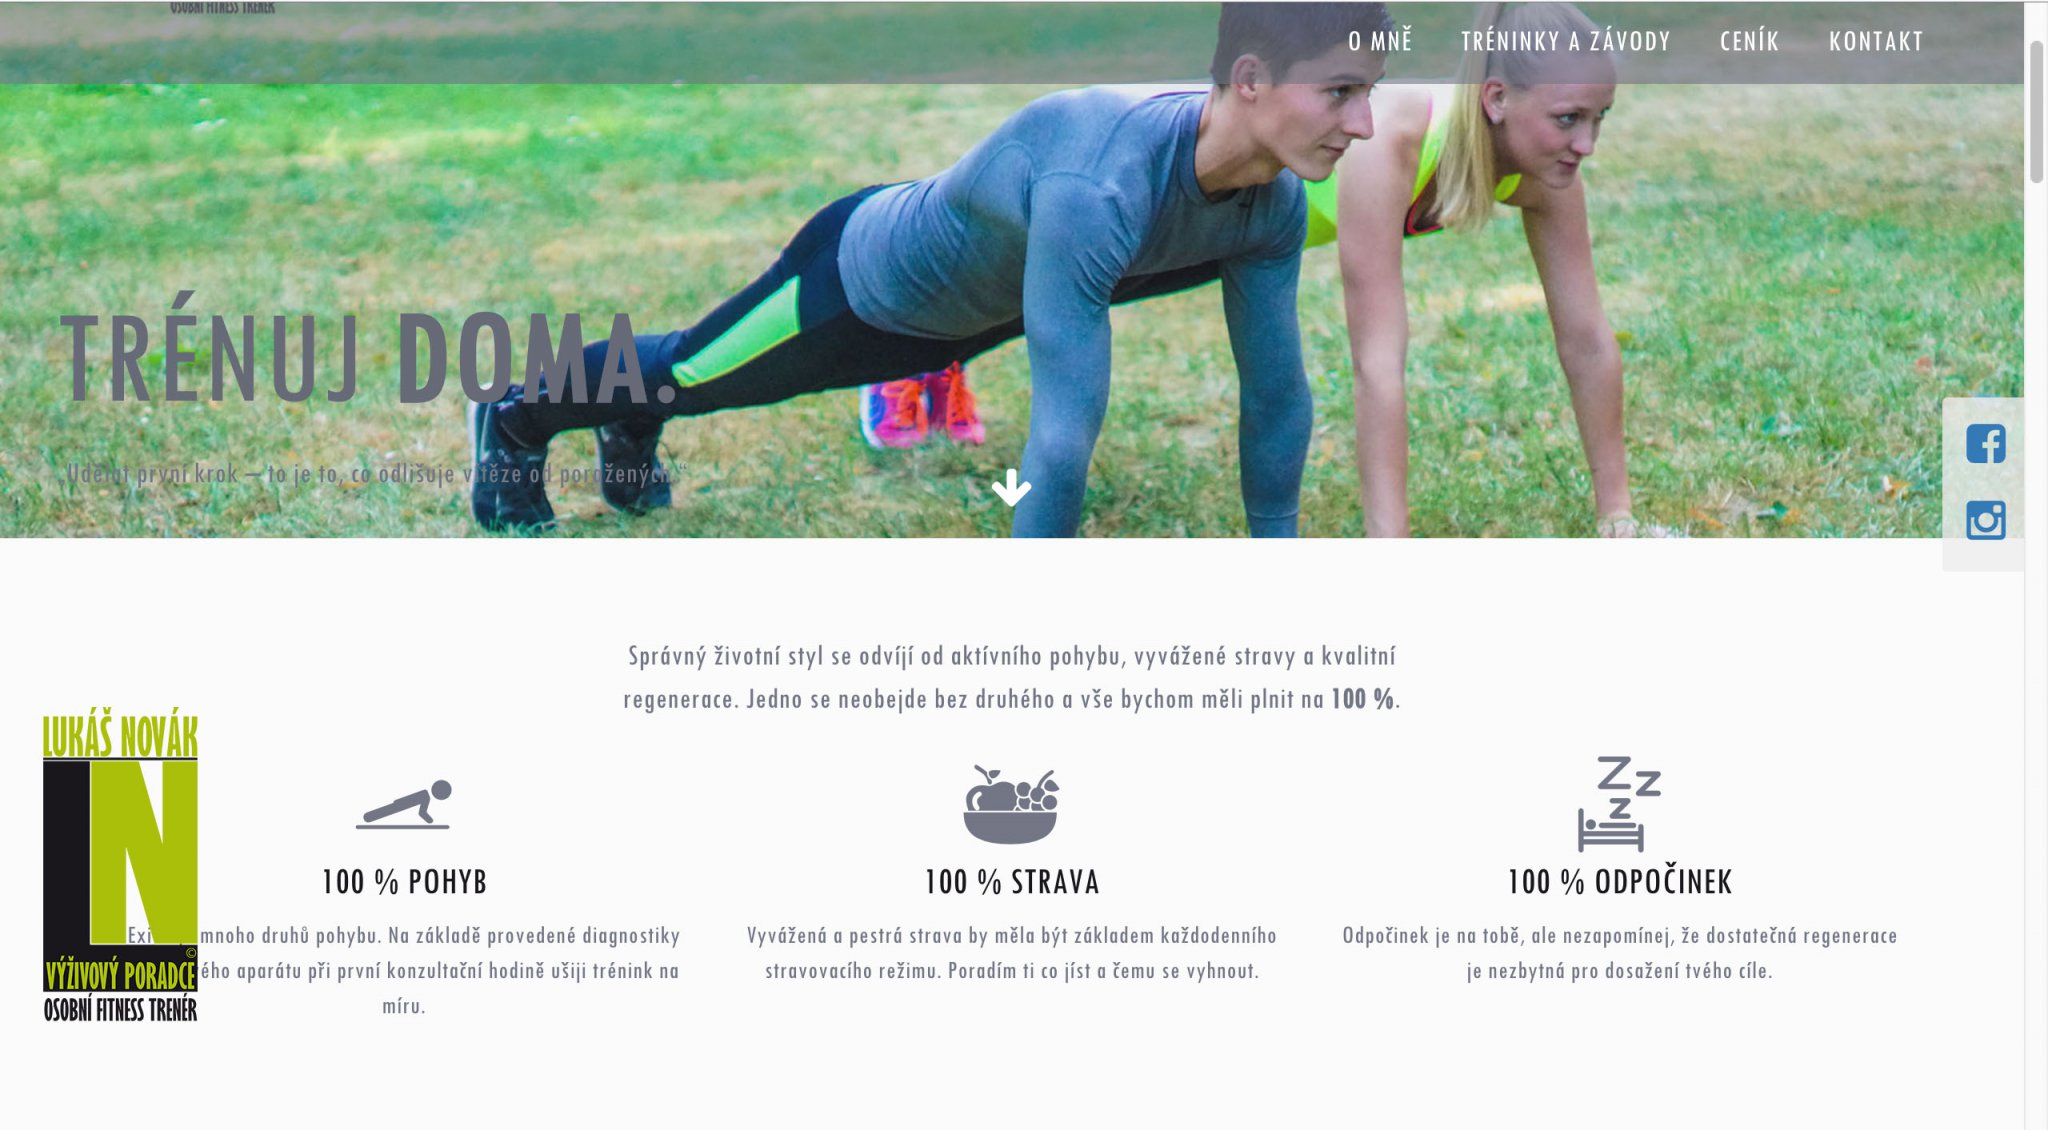 OSOBNÍ FITNESS TRENÉR
O MNĚ TRÉNINKY A ZÁVODY CENÍK KONTAKT
TRÉNUJ DOMA.
„Udělat první krok – to je to, co odlišuje vítěze od poražených.“
Správný životní styl se odvíjí od aktívního pohybu, vyvážené stravy a kvalitní
regenerace. Jedno se neobejde bez druhého a vše bychom měli plnit na 100 %.
LUKÁŠ NOVÁK
LN
©
VÝŽIVOVÝ PORADCE
OSOBNÍ FITNESS TRENÉR
100 % POHYB
mnoho druhů pohybu. Na základě provedené diagnostiky
aparátu při první konzultační hodině ušiji trénink na
míru.
100 % STRAVA
Vyvážená a pestrá strava by měla být základem každodenního
stravovacího režimu. Poradím ti co jíst a čemu se vyhnout.
100 % ODPOČINEK
Odpočinek je na tobě, ale nezapomínej, že dostatečná regenerace
je nezbytná pro dosažení tvého cíle.